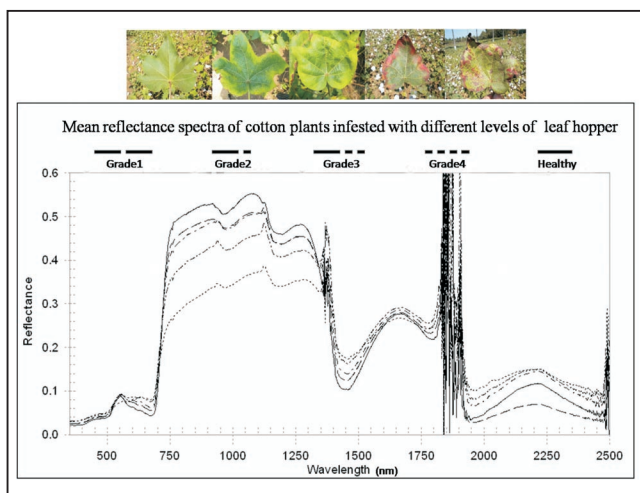 Mean reflectance spectra of cotton plants infested with different levels of leaf hopper
Grade1 Grade2 Grade3 Grade4 Healthy
0.6
0.5
0.4
0.3
0.2
0.1
0.0
Reflectance
500 750 1000 1250 1500 1750 2000 2250 2500
Wavelength (nm)